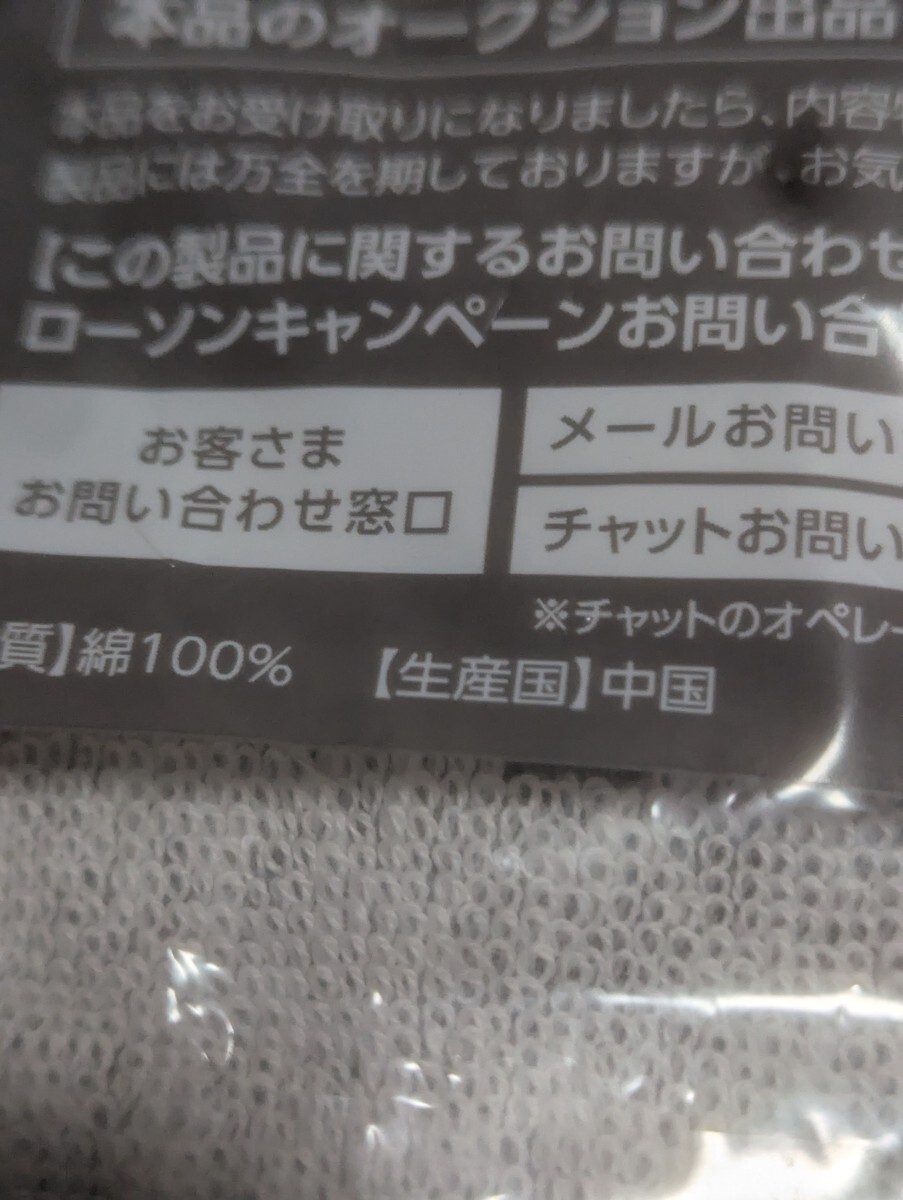 本品のオークション出品
本品をお受け取りになりましたら、内容
製品には万全を期しておりますが、お気
【この製品に関するお問い合わせ
ローソンキャンペーンお問い合
お客さま
お問い合わせ窓口
メールお問い
チャットお問い
※チャットのオペレー
質】綿100% 【生産国】中国